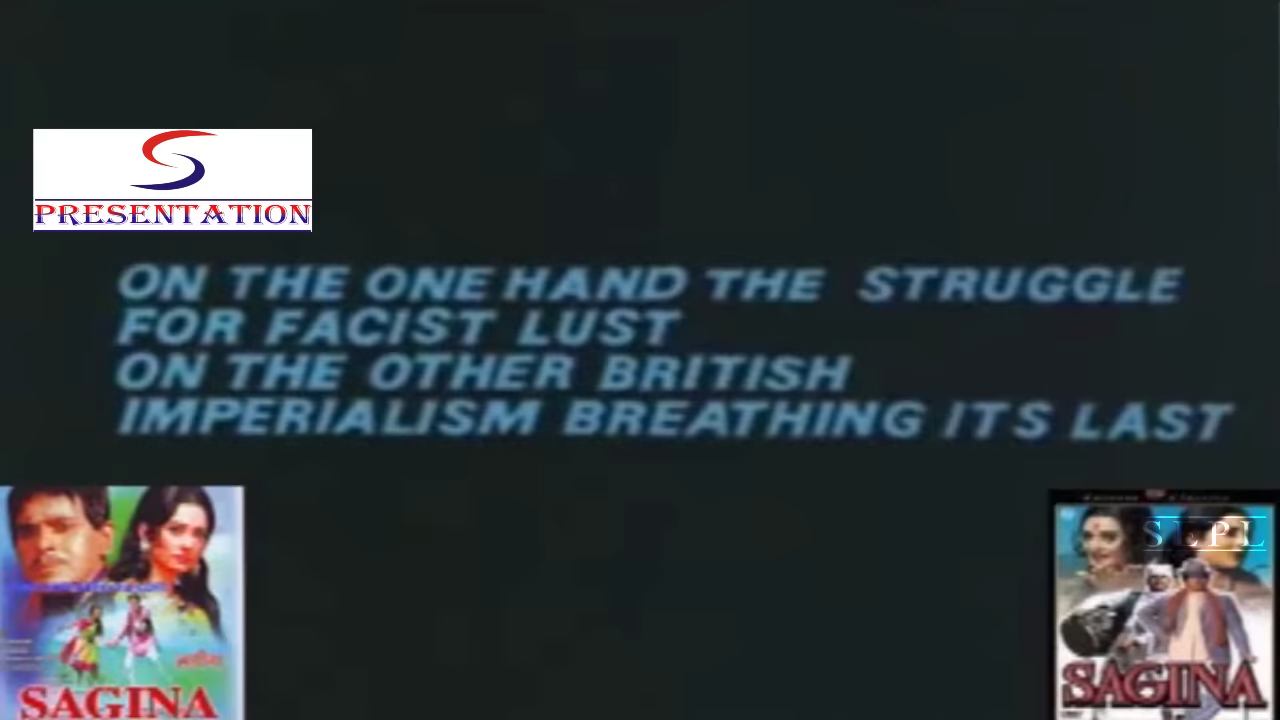 PRESENTATION
ON THE ONE HAND THE STRUGGLE
FOR FACIST LUST
ON THE OTHER BRITISH
IMPERIALISM BREATHING ITS LAST
SAGINA
SEPL
SAGINA